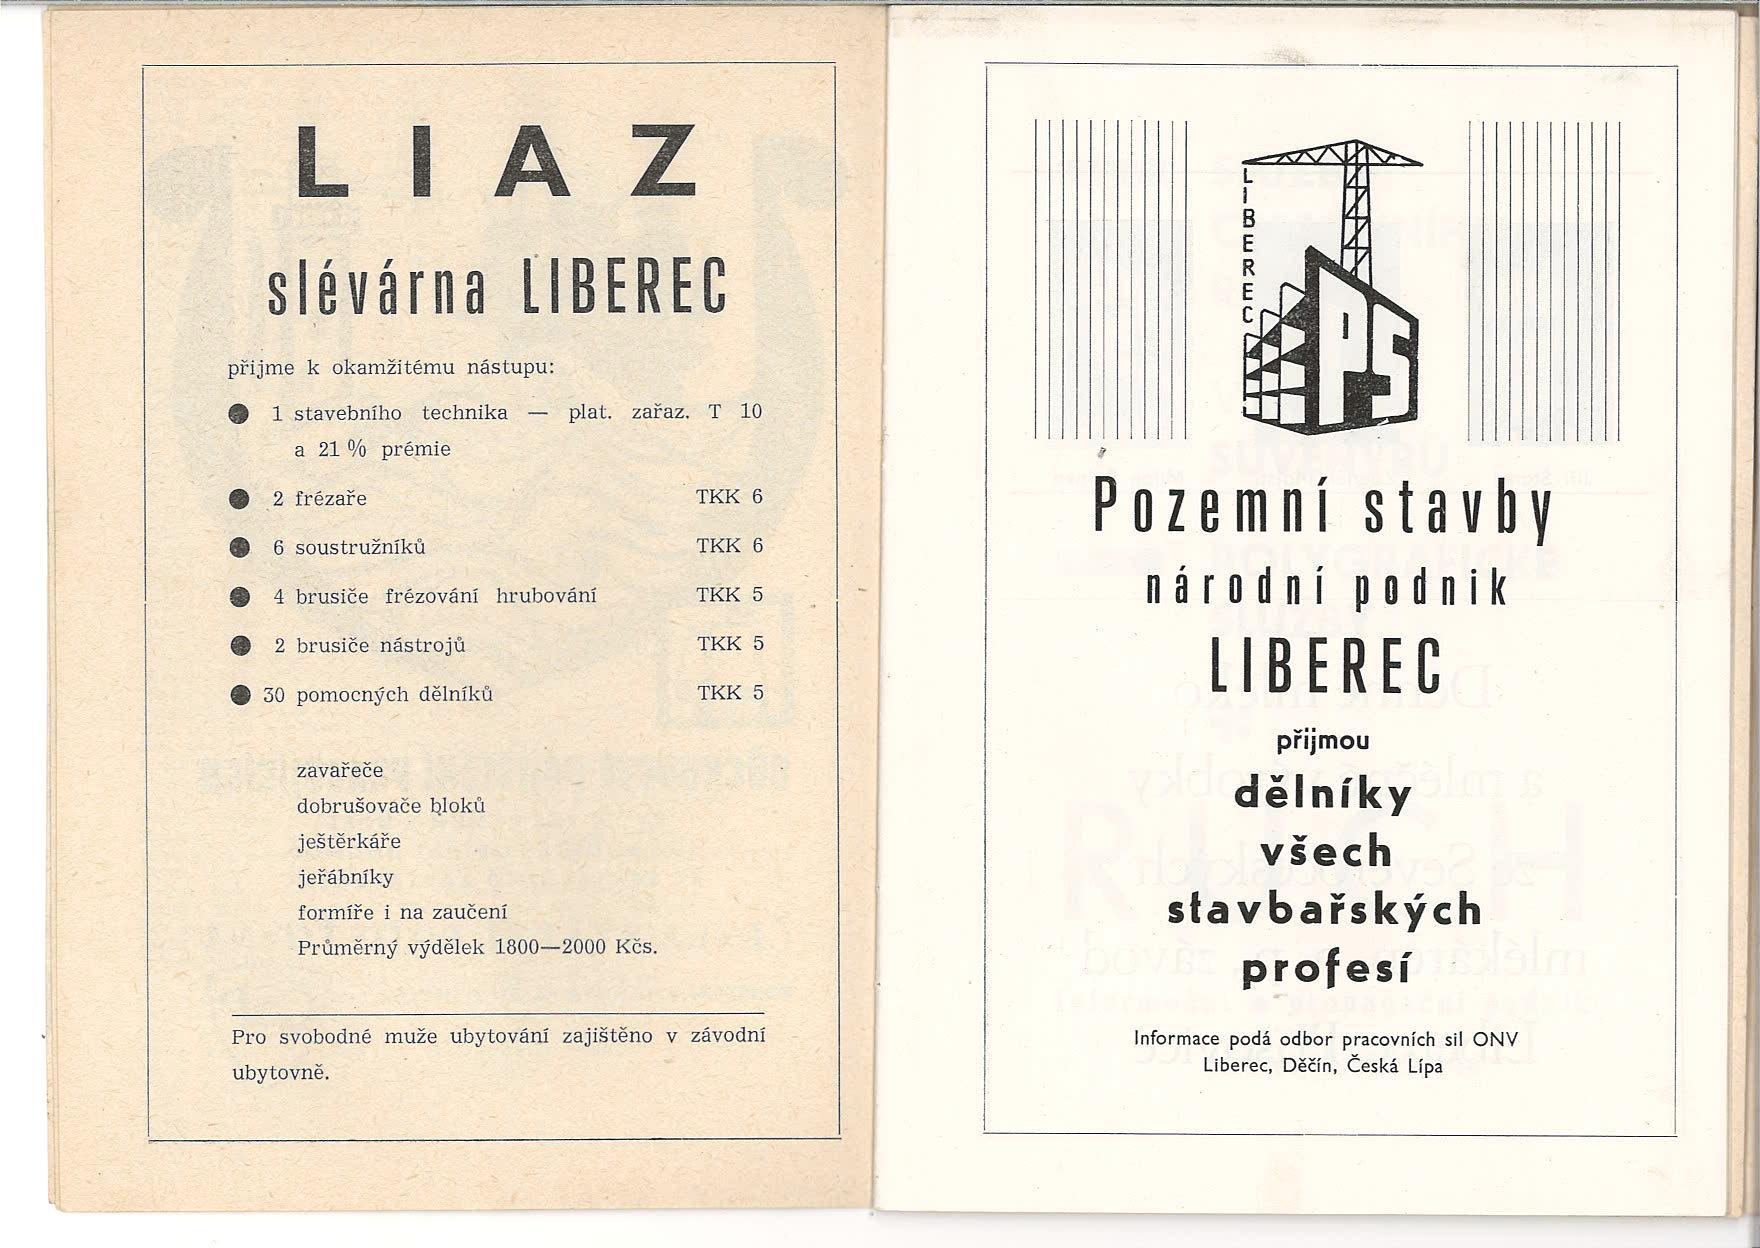 LIAZ
slévárna LIBEREC
přijme k okamžitému nástupu:
● 1 stavebního technika — plat. zařaz. T 10
a 21 % prémie
● 2 frézaře TKK 6
● 6 soustružníků TKK 6
● 4 brusiče frézování hrubování TKK 5
● 2 brusiče nástrojů TKK 5
● 30 pomocných dělníků TKK 5
zavařeče
dobrušovače bloků
ještěrkáře
jeřábníky
formíře i na zaučení
Průměrný výdělek 1800—2000 Kčs.
Pro svobodné muže ubytování zajištěno v závodní
ubytovně.
LIBEREC
PS
Pozemní stavby
národní podnik
LIBEREC
přijmou
dělníky
všech
stavbařských
profesí
Informace podá odbor pracovních sil ONV
Liberec, Děčín, Česká Lípa